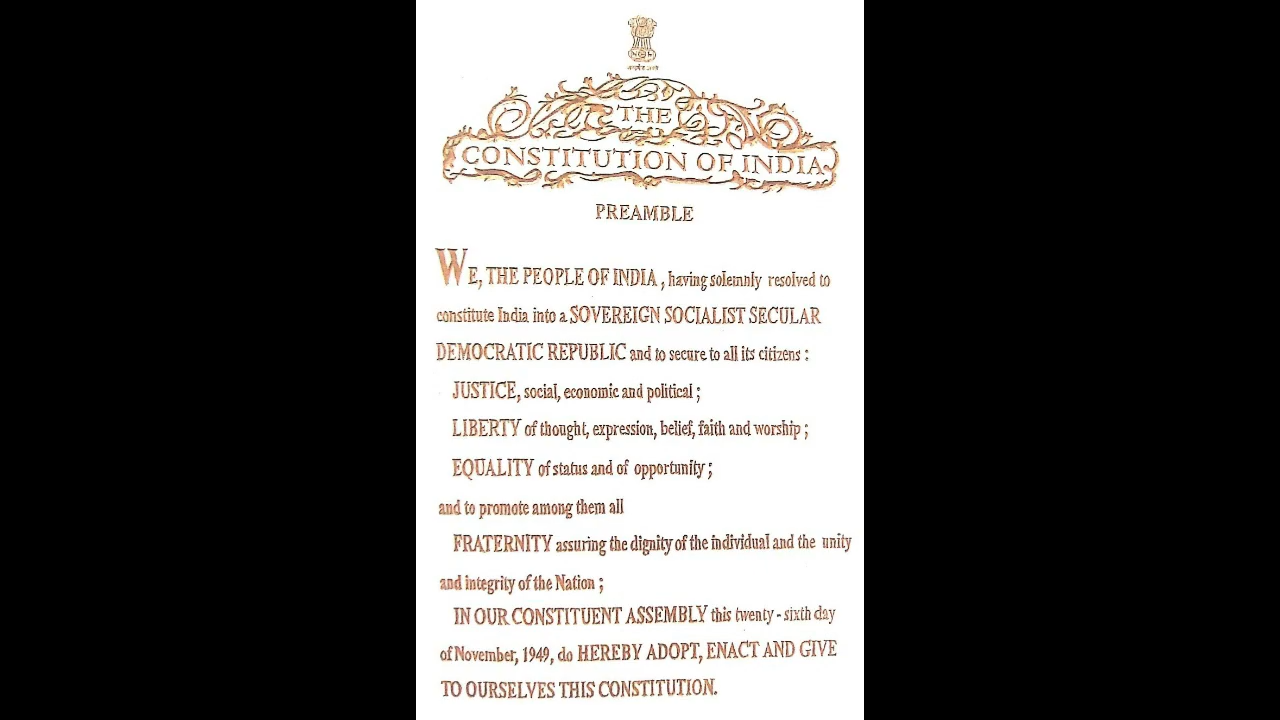 THE
CONSTITUTION OF INDIA
PREAMBLE
WE, THE PEOPLE OF INDIA , having solemnly resolved to
constitute India into a SOVEREIGN SOCIALIST SECULAR
DEMOCRATIC REPUBLIC and to secure to all its citizens :
JUSTICE, social, economic and political ;
LIBERTY of thought, expression, belief, faith and worship ;
EQUALITY of status and of opportunity ;
and to promote among them all
FRATERNITY assuring the dignity of the individual and the unity
and integrity of the Nation ;
IN OUR CONSTITUENT ASSEMBLY this twenty - sixth day
of November, 1949, do HEREBY ADOPT, ENACT AND GIVE
TO OURSELVES THIS CONSTITUTION.